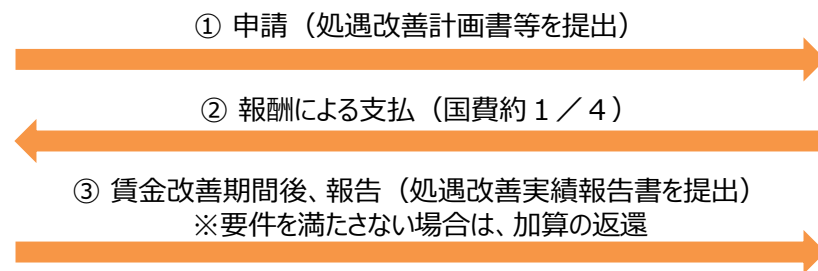 ① 申請（処遇改善計画書等を提出）
② 報酬による支払（国費約１／４）
③ 賃金改善期間後、報告（処遇改善実績報告書を提出）
※要件を満たさない場合は、加算の返還